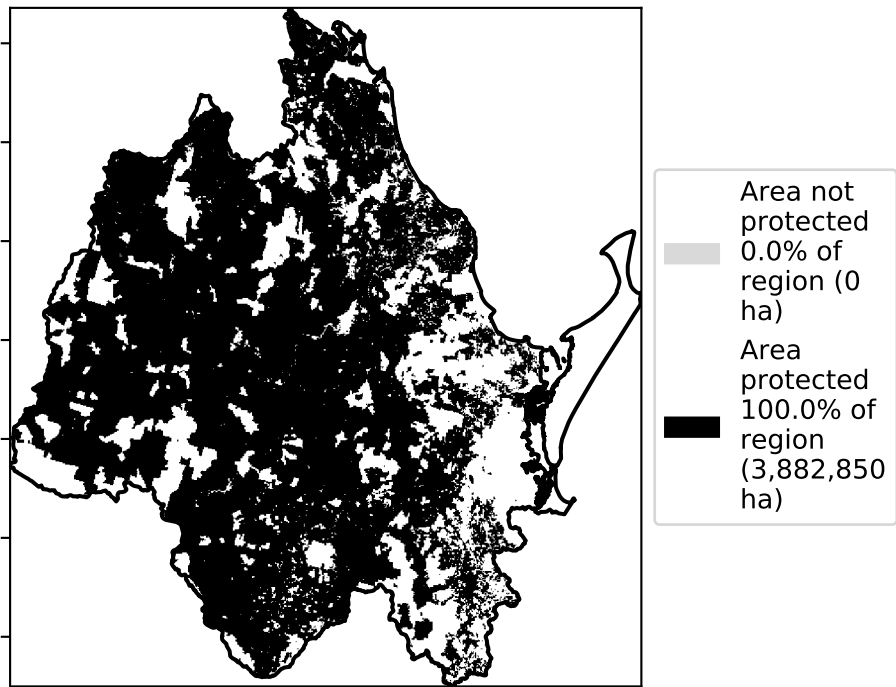 Area not
protected
0.0% of
region (0
ha)
Area
protected
100.0% of
region
(3,882,850
ha)